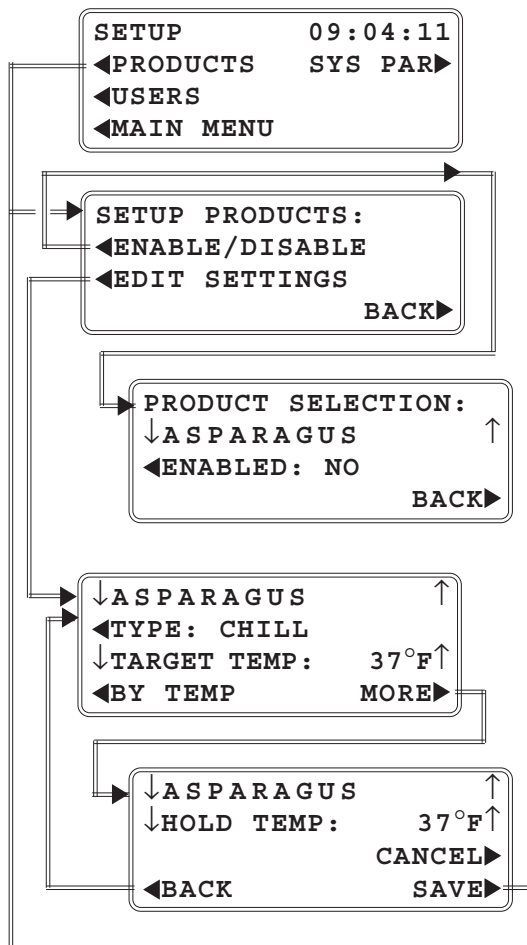 SETUP 09:04:11
◀PRODUCTS SYS PAR▶
◀USERS
◀MAIN MENU
SETUP PRODUCTS:
◀ENABLE/DISABLE
◀EDIT SETTINGS
BACK▶
PRODUCT SELECTION:
↓ASPARAGUS ↑
◀ENABLED: NO
BACK▶
↓ASPARAGUS ↑
◀TYPE: CHILL
↓TARGET TEMP: 37°F↑
◀BY TEMP MORE▶
↓ASPARAGUS ↑
↓HOLD TEMP: 37°F↑
CANCEL▶
◀BACK SAVE▶